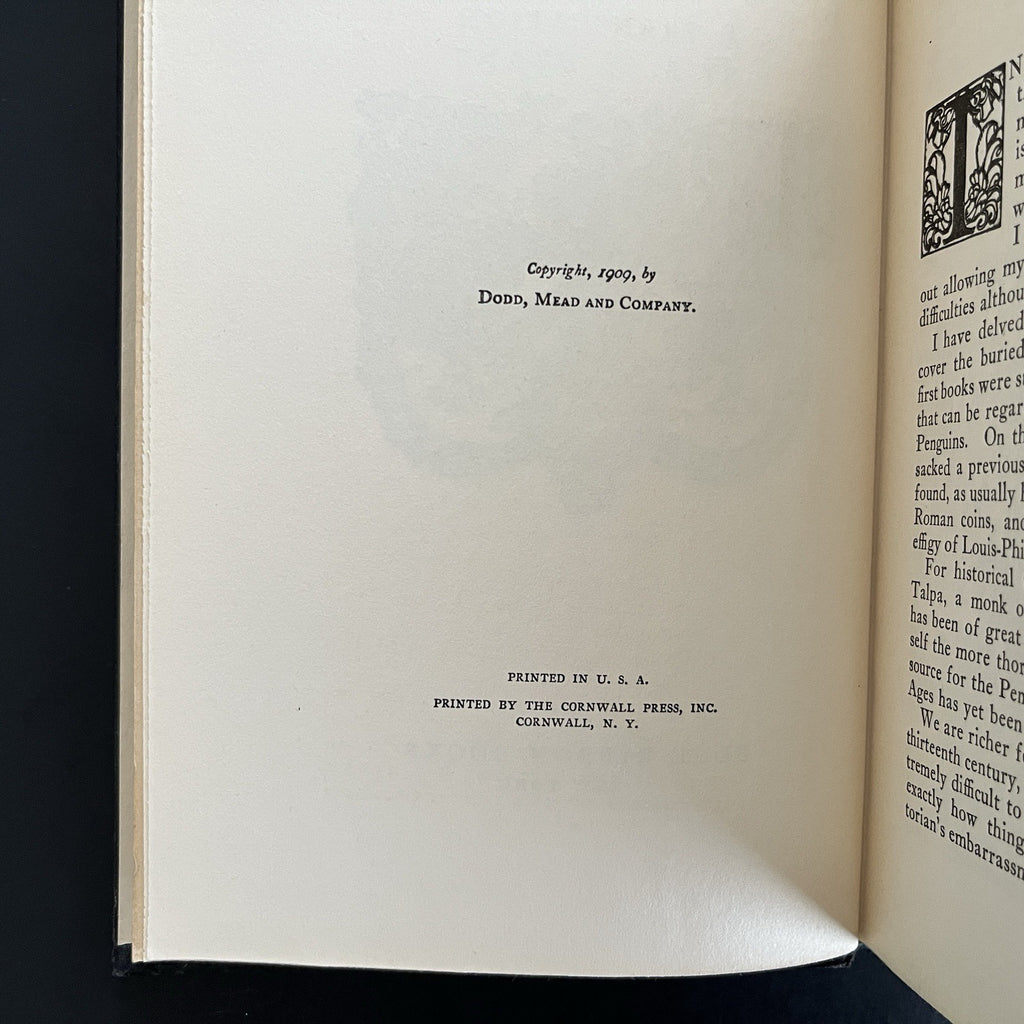 Copyright, 1909, by
DODD, MEAD AND COMPANY.
PRINTED IN U. S. A.
PRINTED BY THE CORNWALL PRESS, INC.
CORNWALL, N. Y.
IN
t
m
is
m
w
I
out allowing my
difficulties althou
I have delved
cover the buried
first books were s
that can be regar
Penguins. On th
sacked a previous
found, as usually h
Roman coins, and
effigy of Louis-Phi
For historical
Talpa, a monk o
has been of great
self the more thor
source for the Pen
Ages has yet been
We are richer f
thirteenth century,
tremely difficult to
exactly how thing
torian's embarrassm